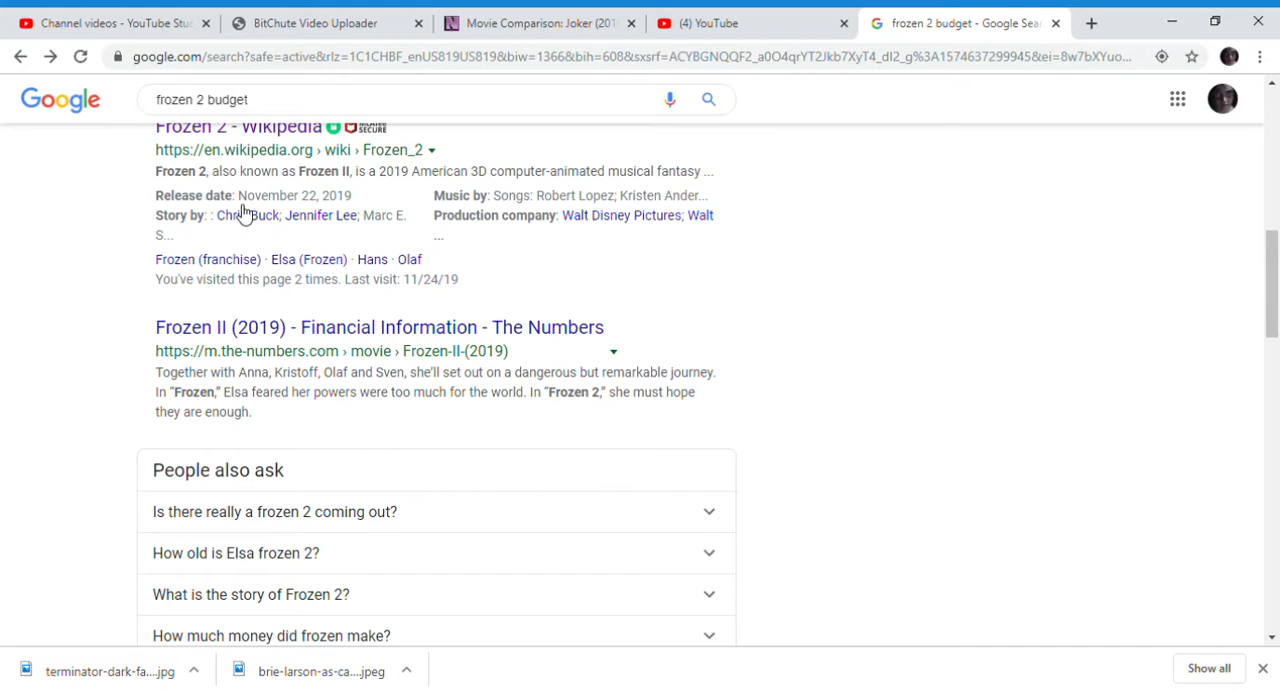 Channel videos - YouTube Stu
BitChute Video Uploader
Movie Comparison: Joker (201
(4) YouTube
frozen 2 budget - Google Sea
google.com/search?safe=active&rlz=1C1CHBF_enUS819US819&biw=1366&bih=608&sxsrf=ACYBGNQQF2_a0O4qrYT2Jkb7XyT4_dI2_g%3A1574637299945&ei=8w7bXYuo...
Google
frozen 2 budget
Frozen 2 - Wikipedia
SECURE
https://en.wikipedia.org › wiki › Frozen_2
Frozen 2, also known as Frozen II, is a 2019 American 3D computer-animated musical fantasy ...
Release date: November 22, 2019
Music by: Songs: Robert Lopez; Kristen Ander...
Story by: : Chris Buck; Jennifer Lee; Marc E. S...
Production company: Walt Disney Pictures; Walt ...
Frozen (franchise) · Elsa (Frozen) · Hans · Olaf
You've visited this page 2 times. Last visit: 11/24/19
Frozen II (2019) - Financial Information - The Numbers
https://m.the-numbers.com › movie › Frozen-II-(2019)
Together with Anna, Kristoff, Olaf and Sven, she'll set out on a dangerous but remarkable journey.
In "Frozen," Elsa feared her powers were too much for the world. In "Frozen 2," she must hope
they are enough.
People also ask
Is there really a frozen 2 coming out?
How old is Elsa frozen 2?
What is the story of Frozen 2?
How much money did frozen make?
terminator-dark-fa....jpg
brie-larson-as-ca....jpeg
Show all